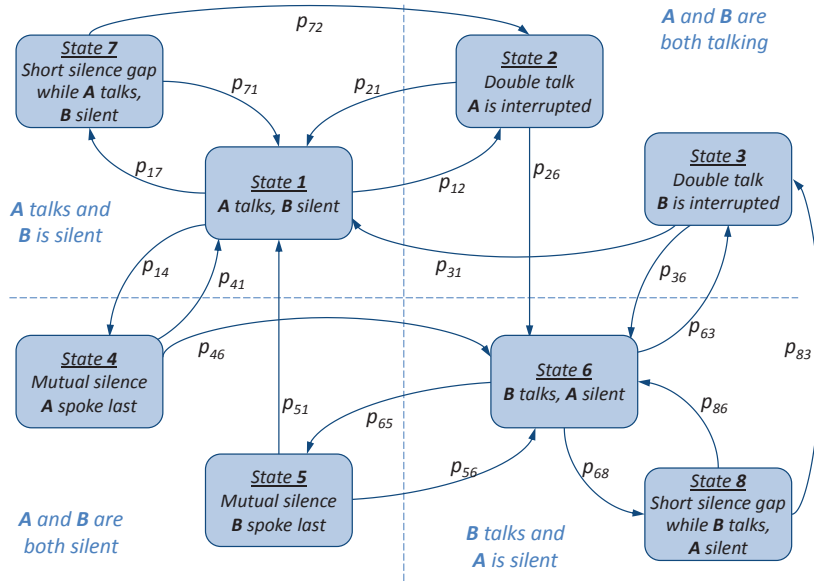 p72
A and B are
both talking
State 7
Short silence gap
while A talks,
B silent
State 2
Double talk
A is interrupted
p71
p21
State 3
Double talk
B is interrupted
p17
State 1
A talks, B silent
p12
p26
A talks and
B is silent
p14
p41
p31
p36
p63
State 4
Mutual silence
A spoke last
p46
State 6
B talks, A silent
p83
p51
p65
p86
State 5
Mutual silence
B spoke last
p56
p68
State 8
Short silence gap
while B talks,
A silent
A and B are
both silent
B talks and
A is silent